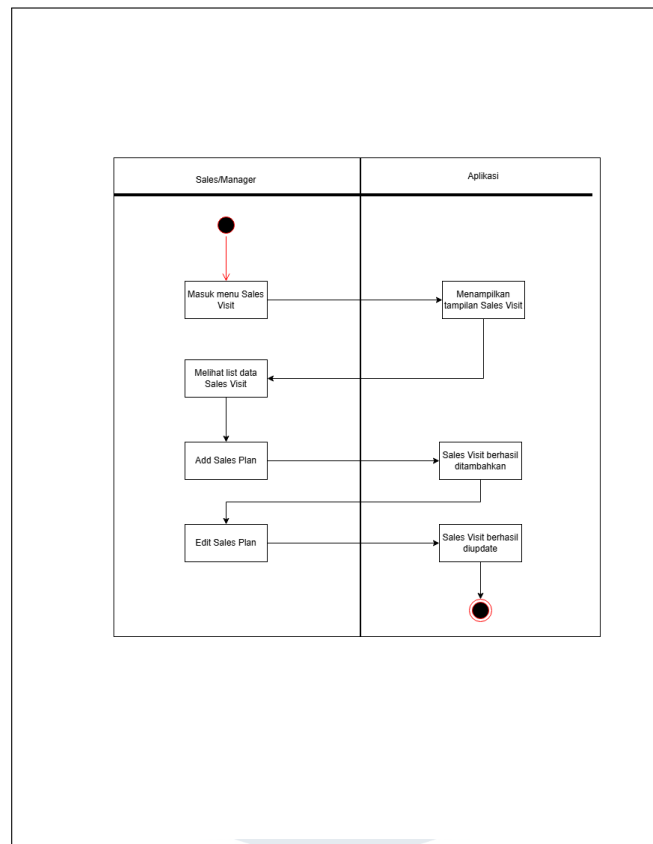 Sales/Manager
Aplikasi
Masuk menu Sales
Visit
Menampilkan
tampilan Sales Visit
Melihat list data
Sales Visit
Add Sales Plan
Sales Visit berhasil
ditambahkan
Edit Sales Plan
Sales Visit berhasil
diupdate